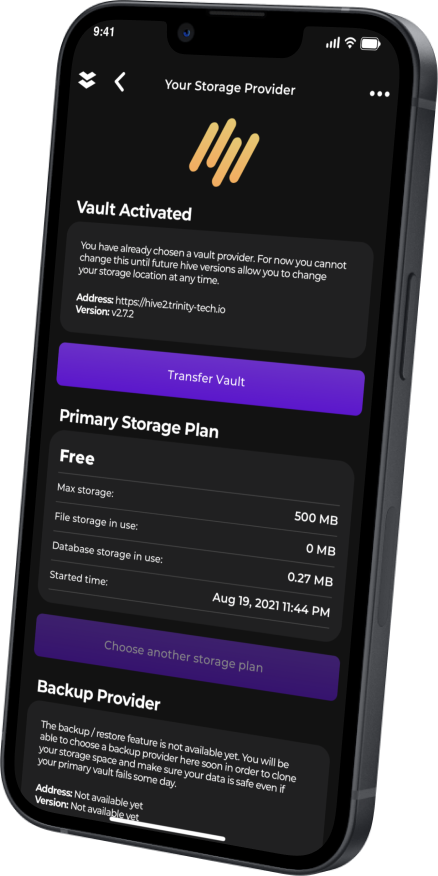 9:41
Your Storage Provider
Vault Activated
You have already chosen a vault provider. For now you cannot
change this until future hive versions allow you to change
your storage location at any time.
Address: https://hive2.trinity-tech.io
Version: v2.7.2
Transfer Vault
Primary Storage Plan
Free
Max storage: 500 MB
File storage in use: 0 MB
Database storage in use: 0.27 MB
Started time: Aug 19, 2021 11:44 PM
Choose another storage plan
Backup Provider
The backup / restore feature is not available yet. You will be
able to choose a backup provider here soon in order to clone
your storage space and make sure your data is safe even if
your primary vault fails some day.
Address: Not available yet
Version: Not available yet